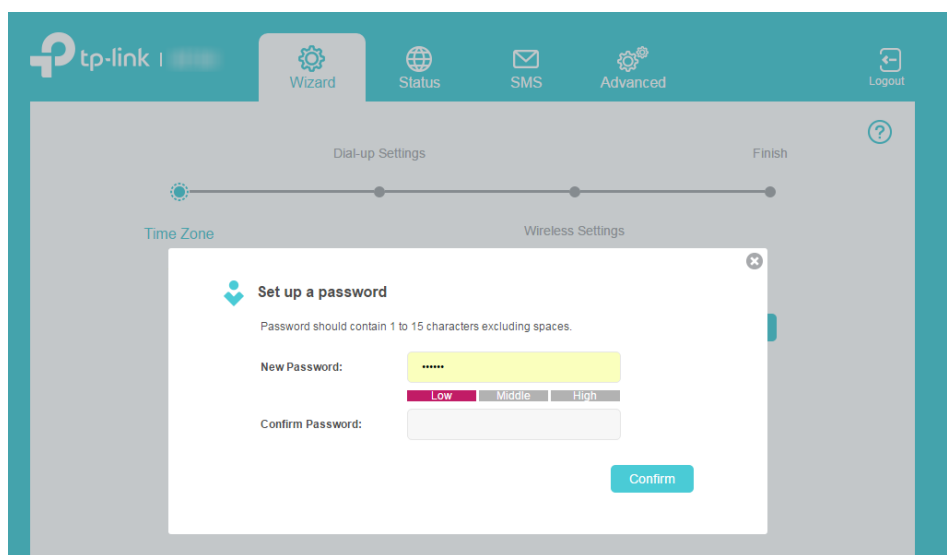 tp-link |
Wizard
Status
SMS
Advanced
Logout
?
Dial-up Settings
Finish
Time Zone
Wireless Settings
Set up a password
Password should contain 1 to 15 characters excluding spaces.
New Password:
••••••
Low Middle High
Confirm Password:
Confirm